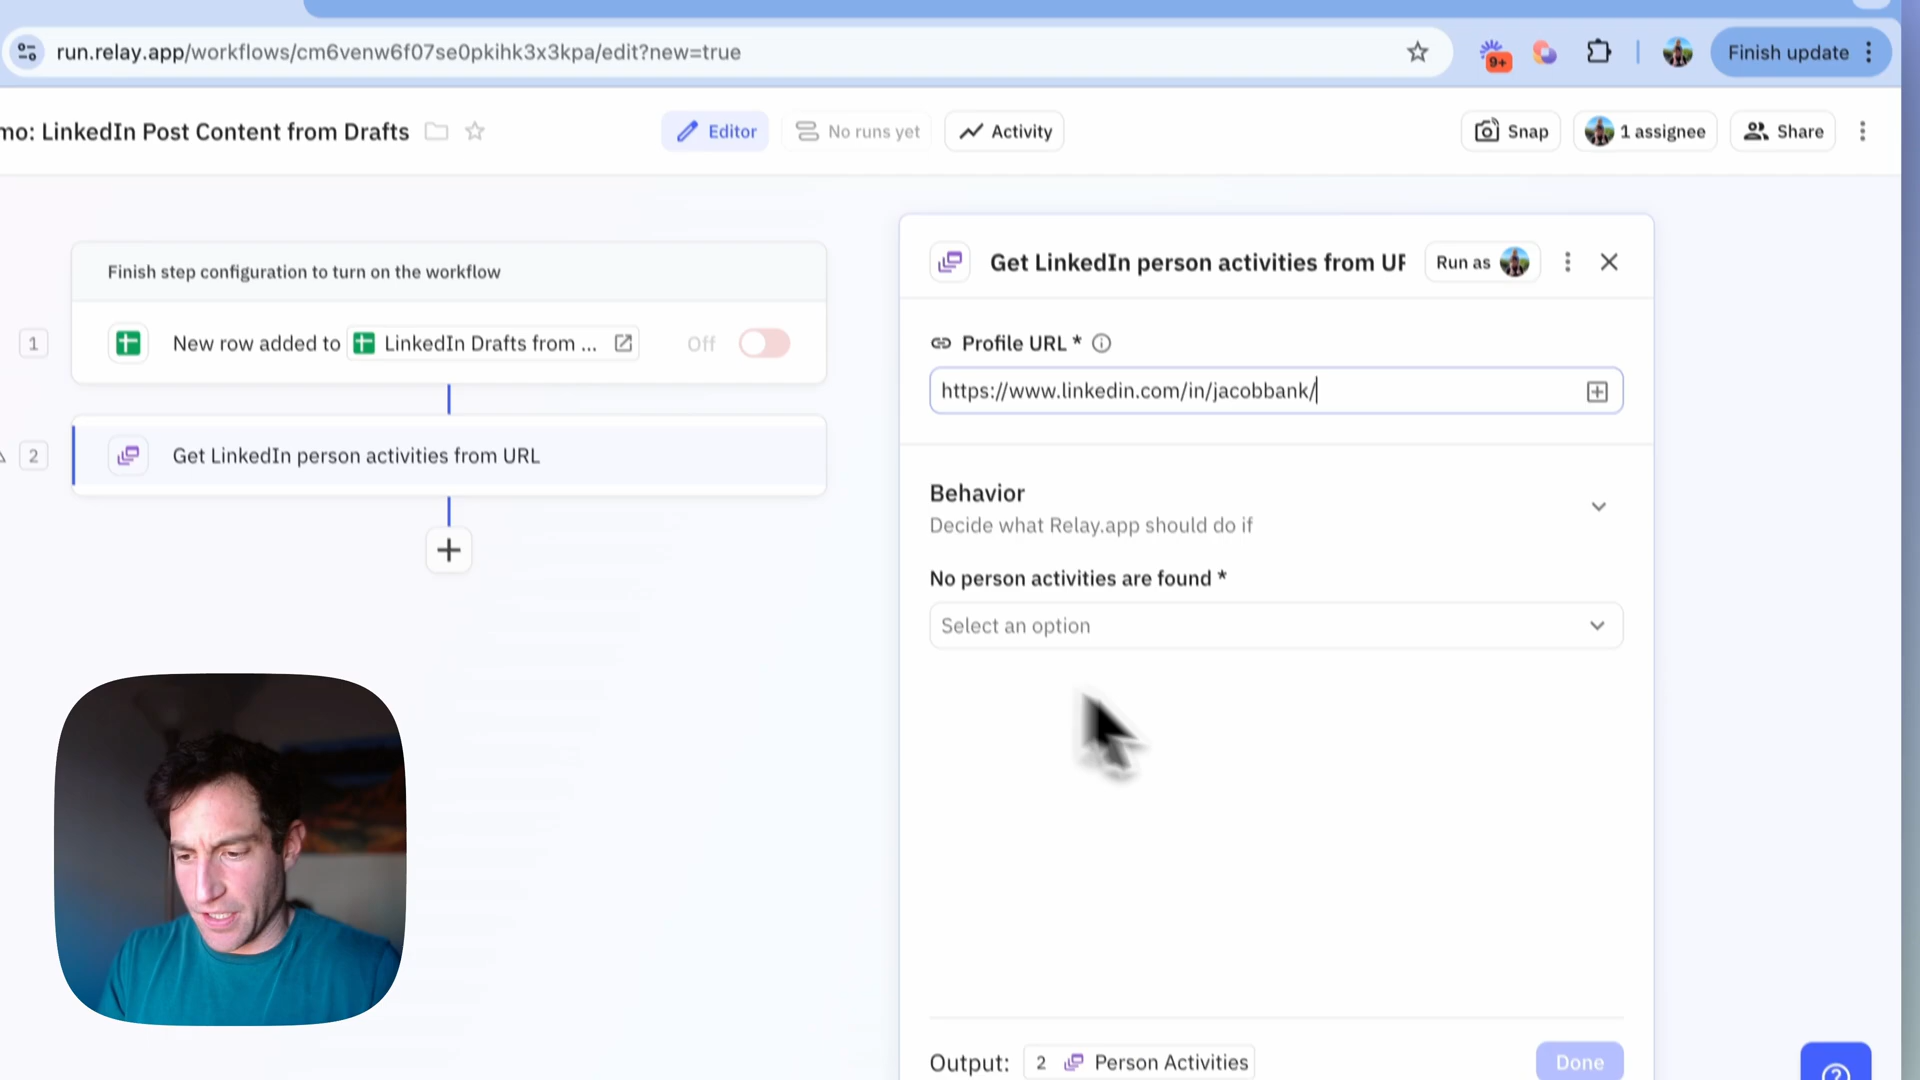 run.relay.app/workflows/cm6venw6f07se0pkihk3x3kpa/edit?new=true
9+
Finish update
mo: LinkedIn Post Content from Drafts
Editor
No runs yet
Activity
Snap
1 assignee
Share
Finish step configuration to turn on the workflow
1
New row added to
LinkedIn Drafts from ...
Off
2
Get LinkedIn person activities from URL
Get LinkedIn person activities from UR
Run as
Profile URL *
https://www.linkedin.com/in/jacobbank/
Behavior
Decide what Relay.app should do if
No person activities are found *
Select an option
Output:
2
Person Activities
Done